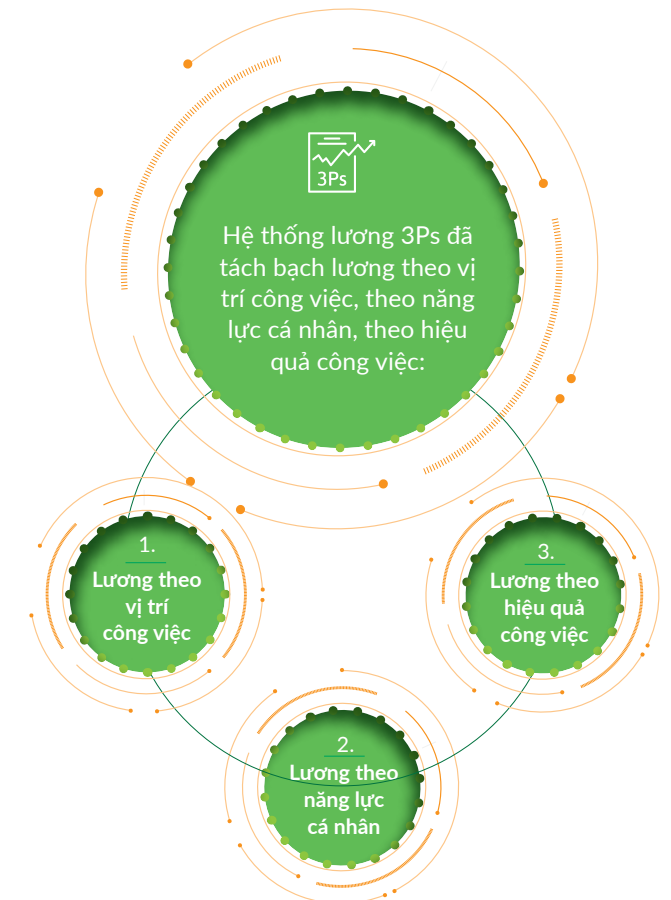 3Ps
Hệ thống lương 3Ps đã
tách bạch lương theo vị
trí công việc, theo năng
lực cá nhân, theo hiệu
quả công việc:
1.
Lương theo
vị trí
công việc
2.
Lương theo
năng lực
cá nhân
3.
Lương theo
hiệu quả
công việc